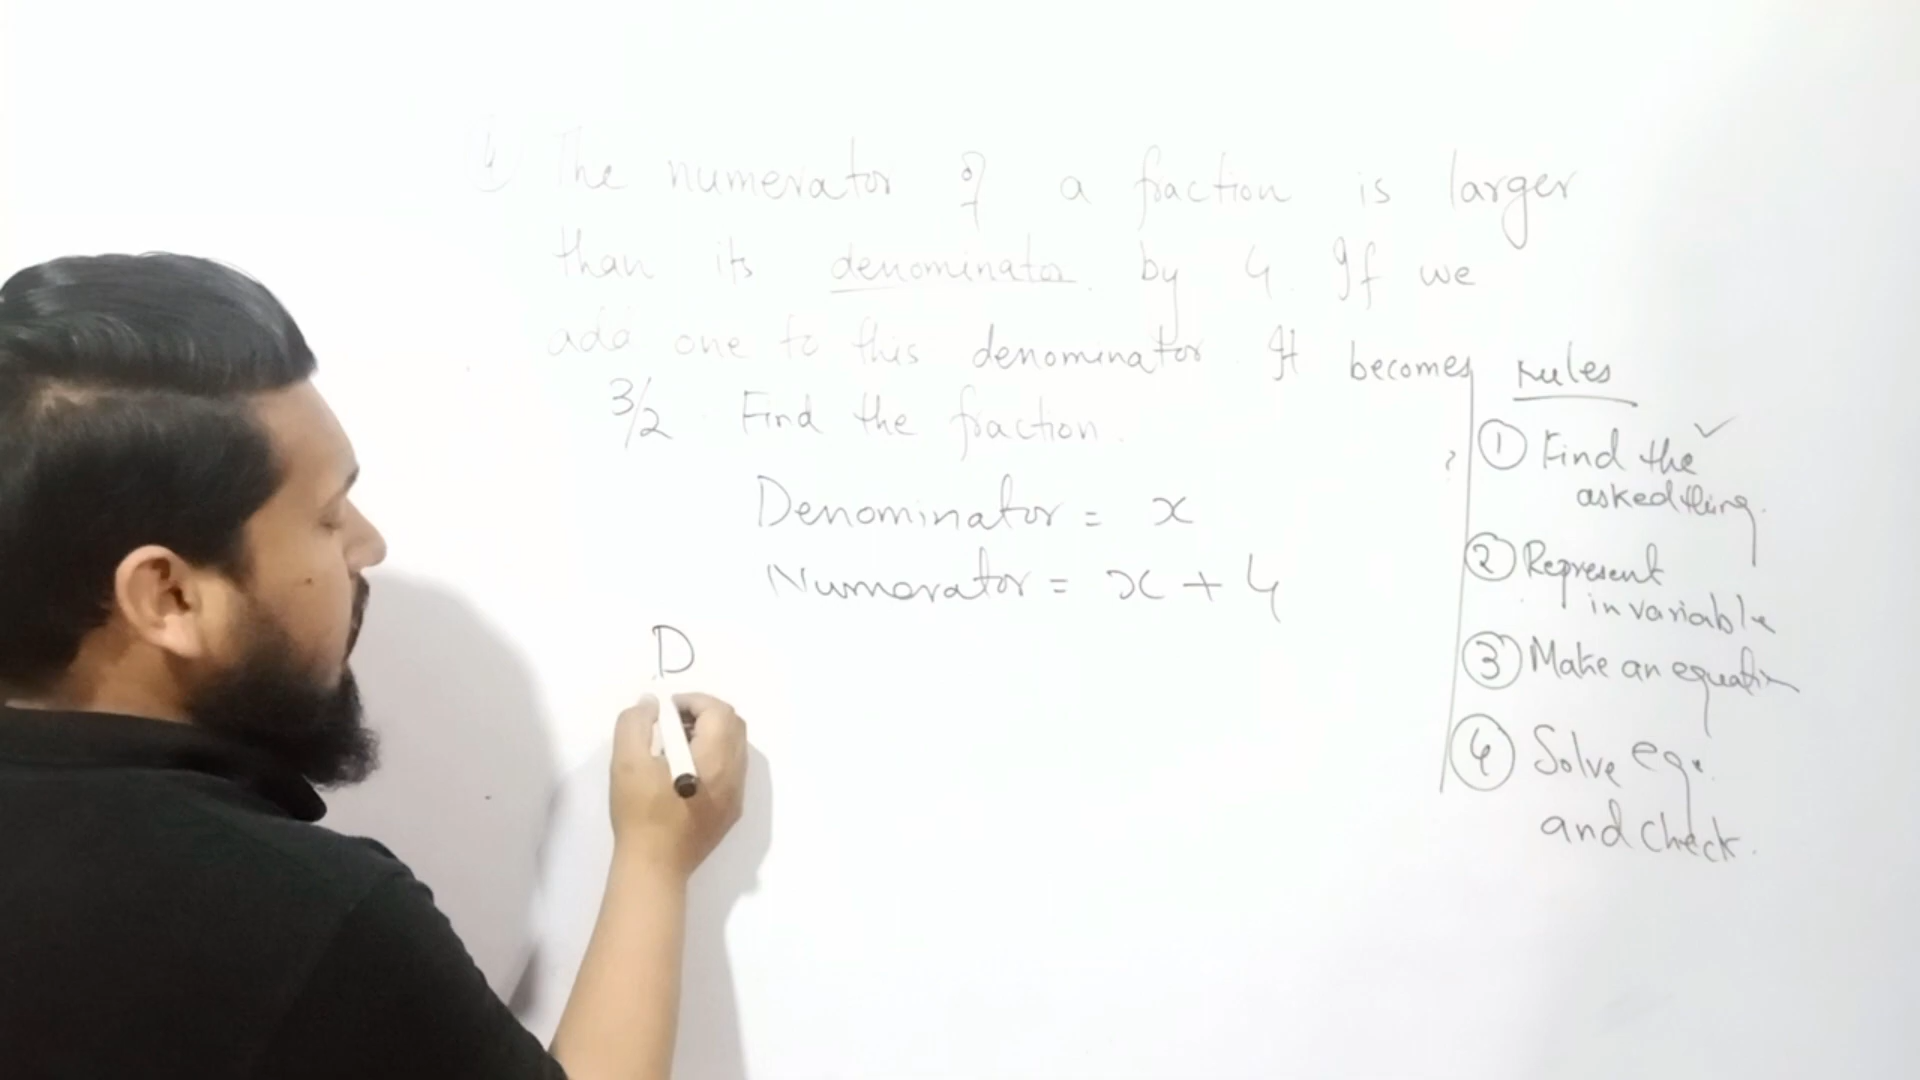 4 The numerator of a fraction is larger
than its denominator by 4. If we
add one to this denominator. It becomes
3/2. Find the fraction.
Denominator = x
Numerator = x + 4
D
rules
① Find the ✓
asked thing.
② Represent
in variable
③ Make an equation
④ Solve eq.
and check.
?